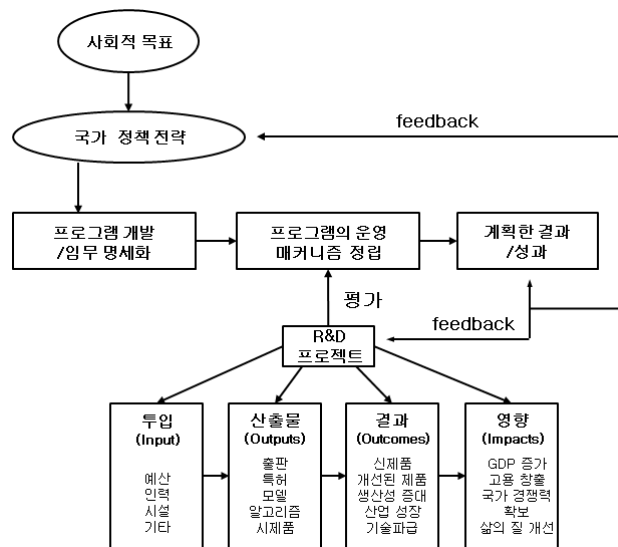 사회적 목표
국가 정책 전략
feedback
프로그램 개발
/임무 명세화
프로그램의 운영
매커니즘 정립
계획한 결과
/성과
평가
feedback
R&D
프로젝트
투입
(Input)
예산
인력
시설
기타
산출물
(Outputs)
출판
특허
모델
알고리즘
시제품
결과
(Outcomes)
신제품
개선된 제품
생산성 증대
산업 성장
기술파급
영향
(Impacts)
GDP 증가
고용 창출
국가 경쟁력
확보
삶의 질 개선